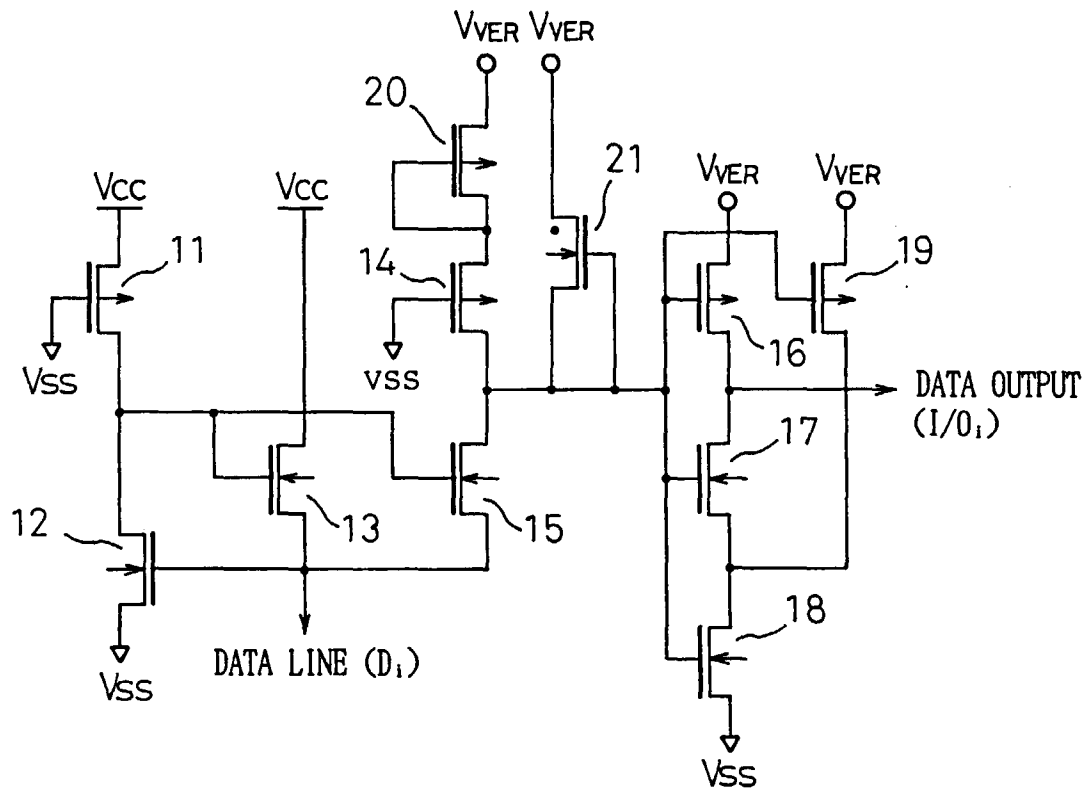 VVER VVER
20
21
VCC
VCC
VVER
VVER
11
14
19
16
VSS
VSS
DATA OUTPUT
(I/Oi)
17
12
13
15
18
DATA LINE (Di)
VSS
VSS